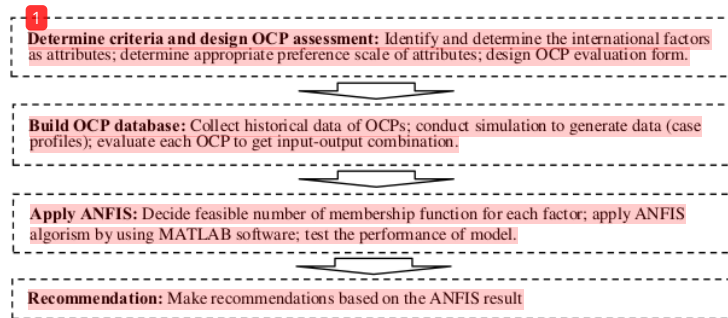 1
Determine criteria and design OCP assessment: Identify and determine the international factors
as attributes; determine appropriate preference scale of attributes; design OCP evaluation form.
Build OCP database: Collect historical data of OCPs; conduct simulation to generate data (case
profiles); evaluate each OCP to get input-output combination.
Apply ANFIS: Decide feasible number of membership function for each factor; apply ANFIS
algorism by using MATLAB software; test the performance of model.
Recommendation: Make recommendations based on the ANFIS result